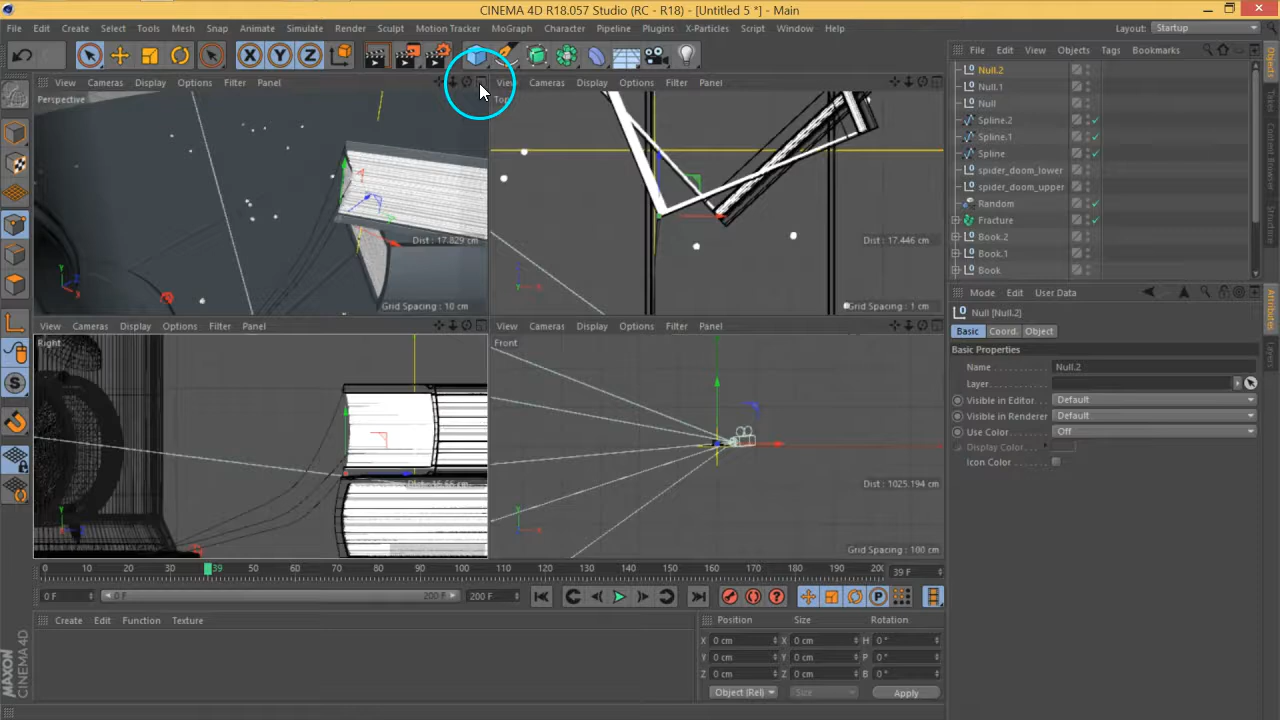 CINEMA 4D R18.057 Studio (RC - R18) - [Untitled 5 *] - Main
File Edit Create Select Tools Mesh Snap Animate Simulate Render Sculpt Motion Tracker MoGraph Character Pipeline Plugins X-Particles Script Window Help Layout: Startup
X Y Z
File Edit View Objects Tags Bookmarks
View Cameras Display Options Filter Panel
View Cameras Display Options Filter Panel
Perspective
Dist : 17.829 cm
Grid Spacing : 10 cm
Dist : 17.446 cm
Grid Spacing : 1 cm
View Cameras Display Options Filter Panel
View Cameras Display Options Filter Panel
Right
Front
Dist : 1025.194 cm
Grid Spacing : 100 cm
Null.2
Null.1
Null
Spline.2
Spline.1
Spline
spider_doom_lower
spider_doom_upper
Random
Fracture
Book.2
Book.1
Book
Mode Edit User Data
Null [Null.2]
Basic Coord. Object
Basic Properties
Name Null.2
Layer
Visible in Editor Default
Visible in Renderer Default
Use Color Off
Display Color
Icon Color
Objects
Takes
Content Browser
Structure
Attributes
Layers
0 10 20 30 39 50 60 70 80 90 100 110 120 130 140 150 160 170 180 190 200 39 F
0 F 0 F 200 F 200 F
Create Edit Function Texture
Position Size Rotation
X 0 cm X 0 cm H 0 °
Y 0 cm Y 0 cm P 0 °
Z 0 cm Z 0 cm B 0 °
Object (Rel) Size Apply
MAXON
CINEMA 4D